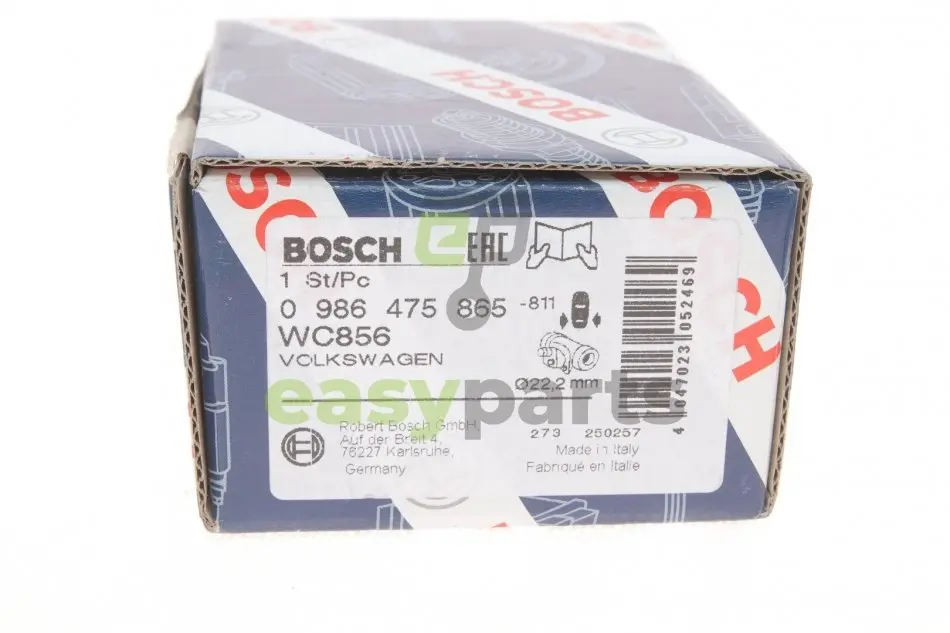 BOSCH
BOSCH
BOSCH EAC
1 St/Pc
0 986 475 865 -811
WC856
VOLKSWAGEN
Ø22,2 mm
easyparts
4 047023 052469
Robert Bosch GmbH,
Auf der Breit 4,
76227 Karlsruhe,
Germany
273 250257
Made in Italy
Fabriqué en Italie